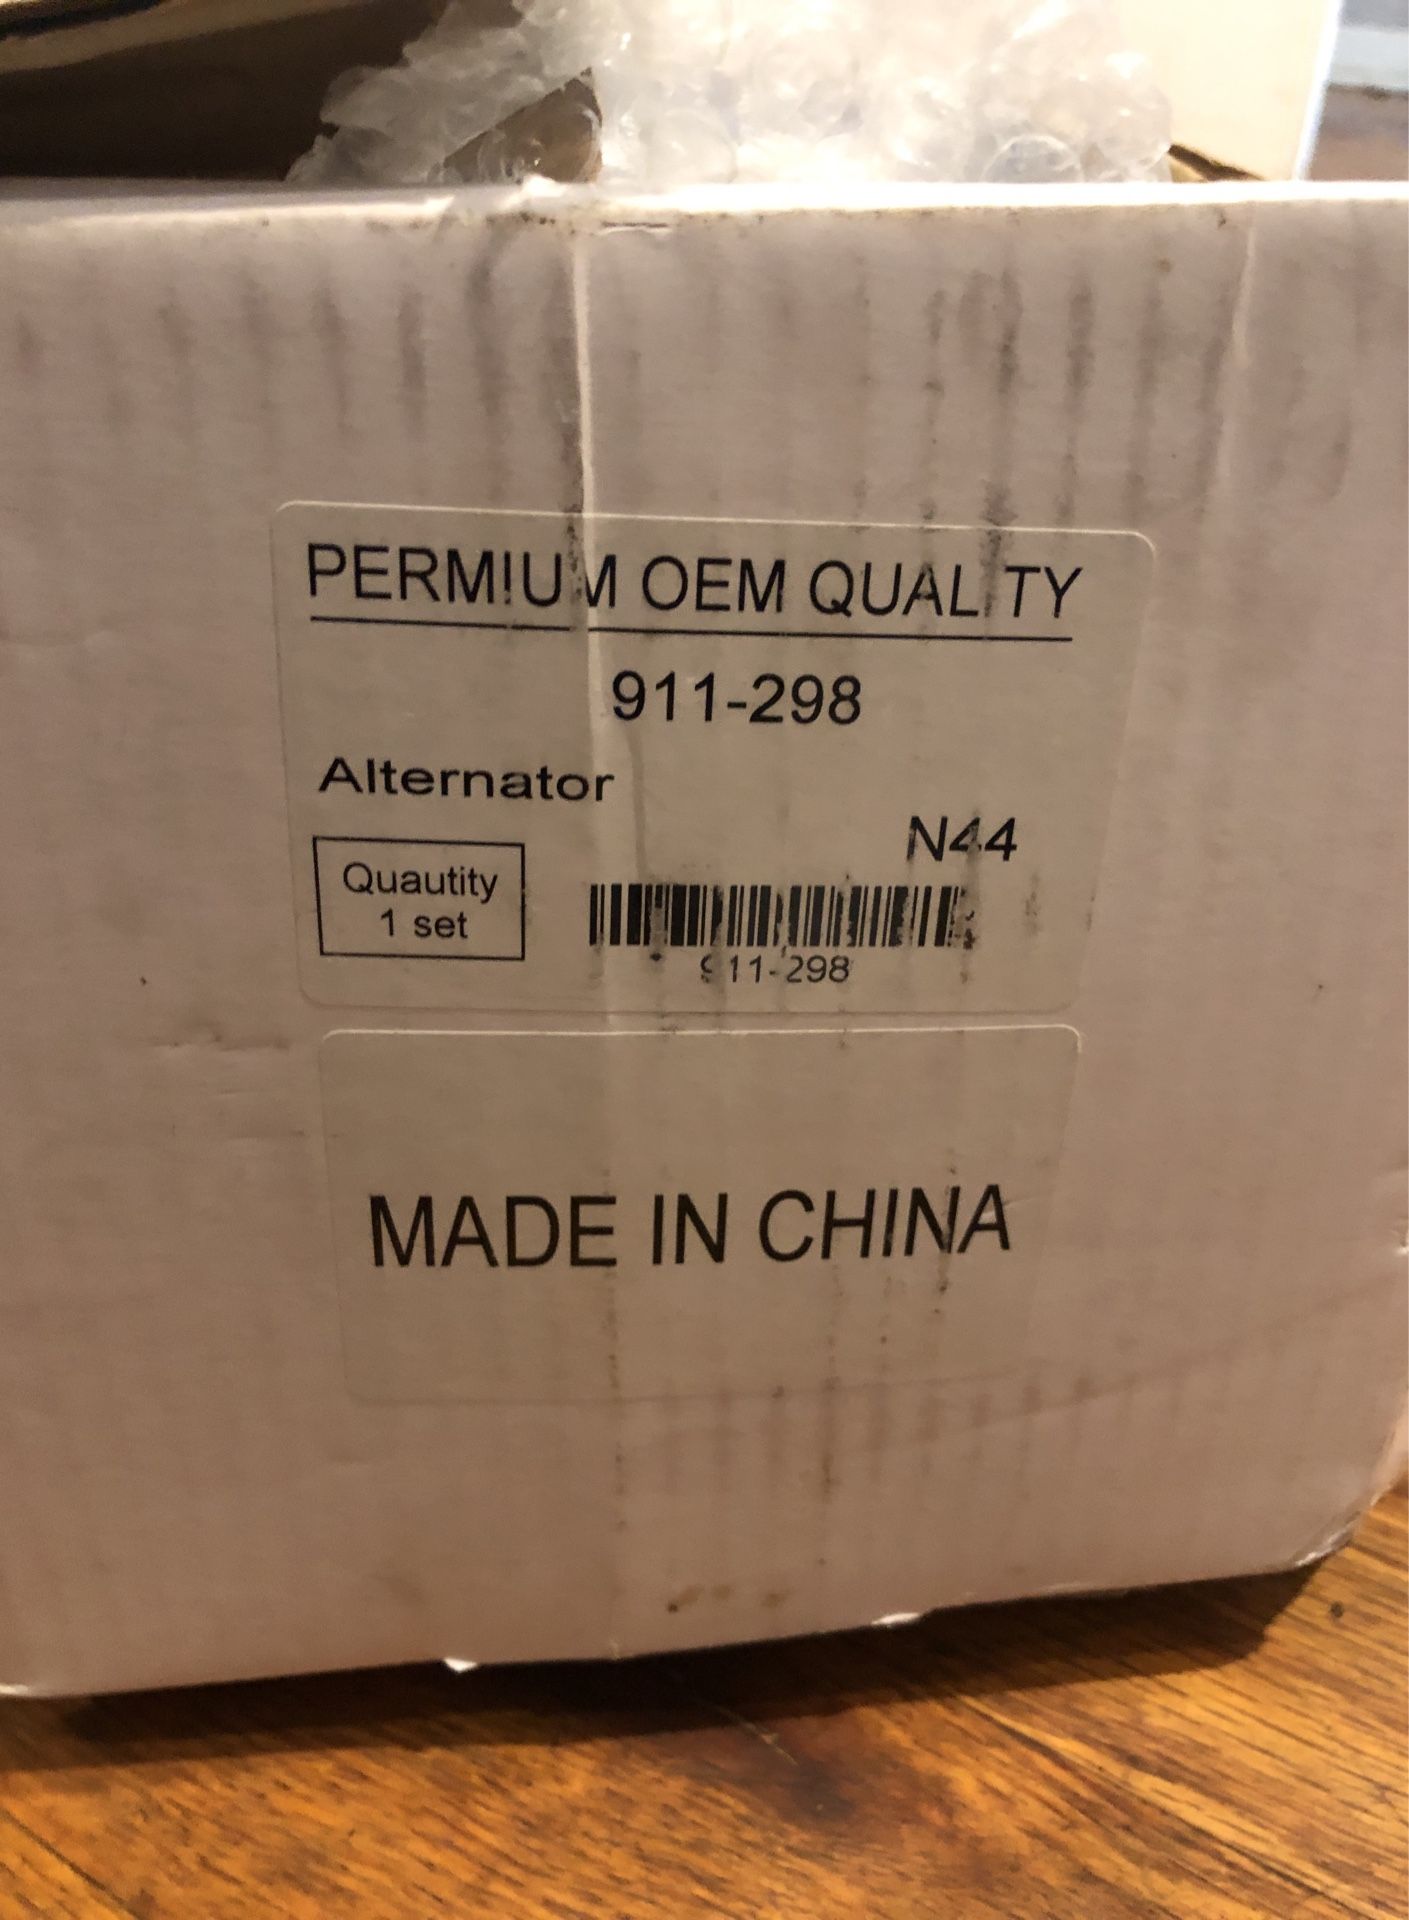 PERMIUM OEM QUALITY
911-298
Alternator
N44
Quautity
1 set
911-298
MADE IN CHINA